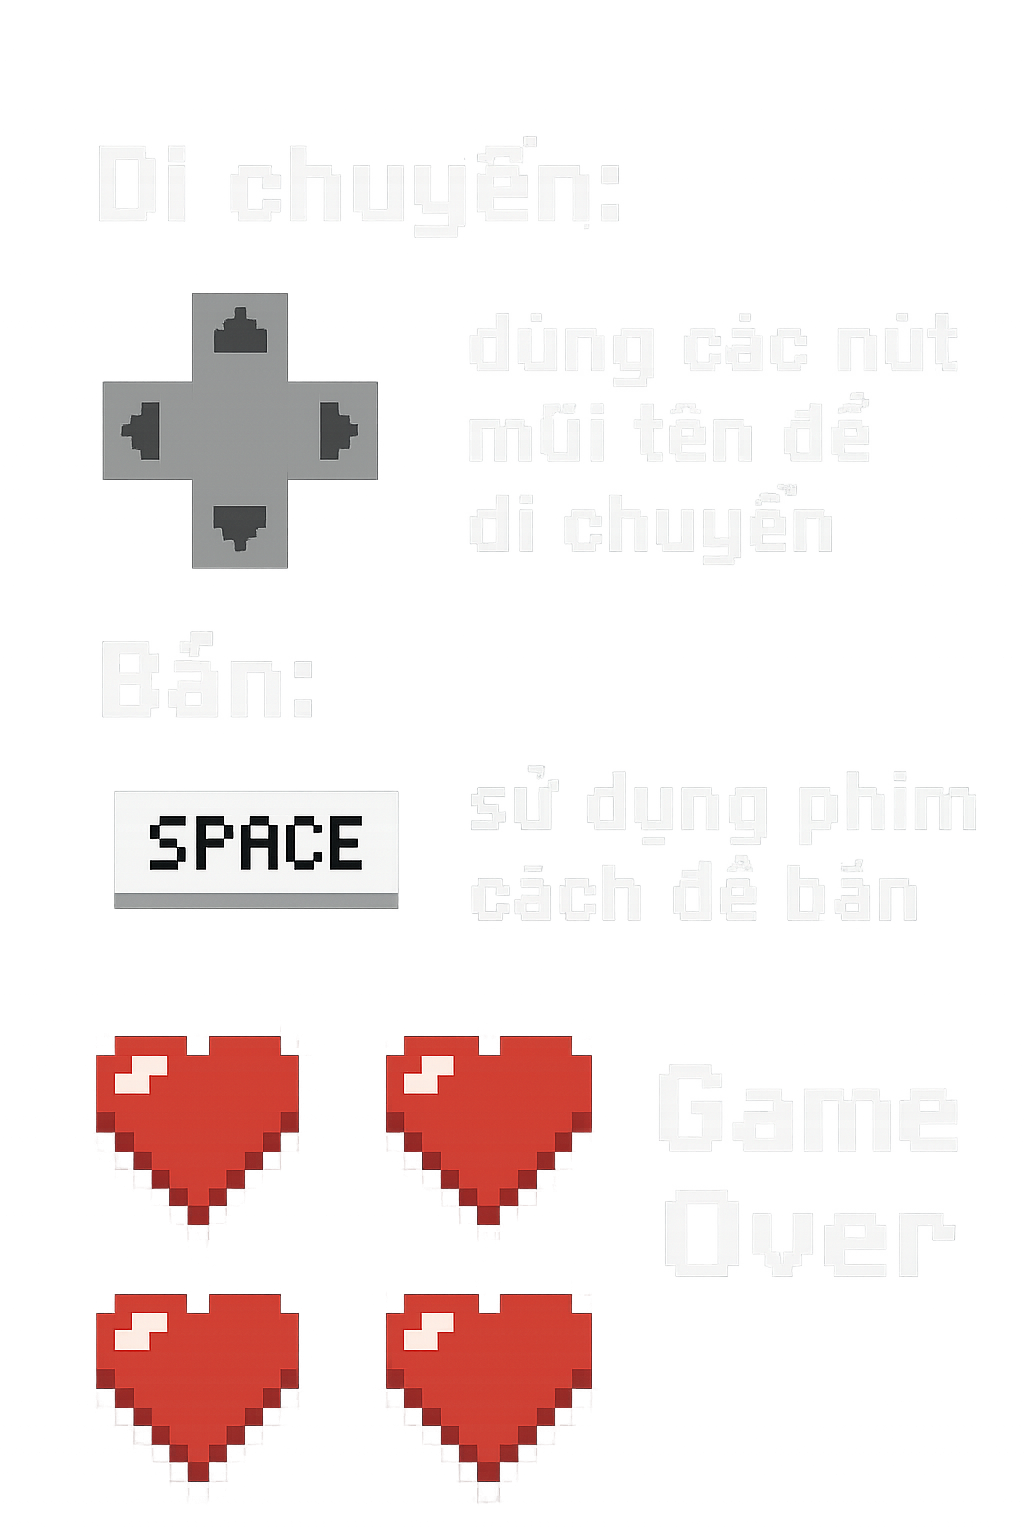 Di chuyển:
dùng các nút
mũi tên để
di chuyển
Bắn:
SPACE
sử dụng phim
cách để bắn
Game
Over